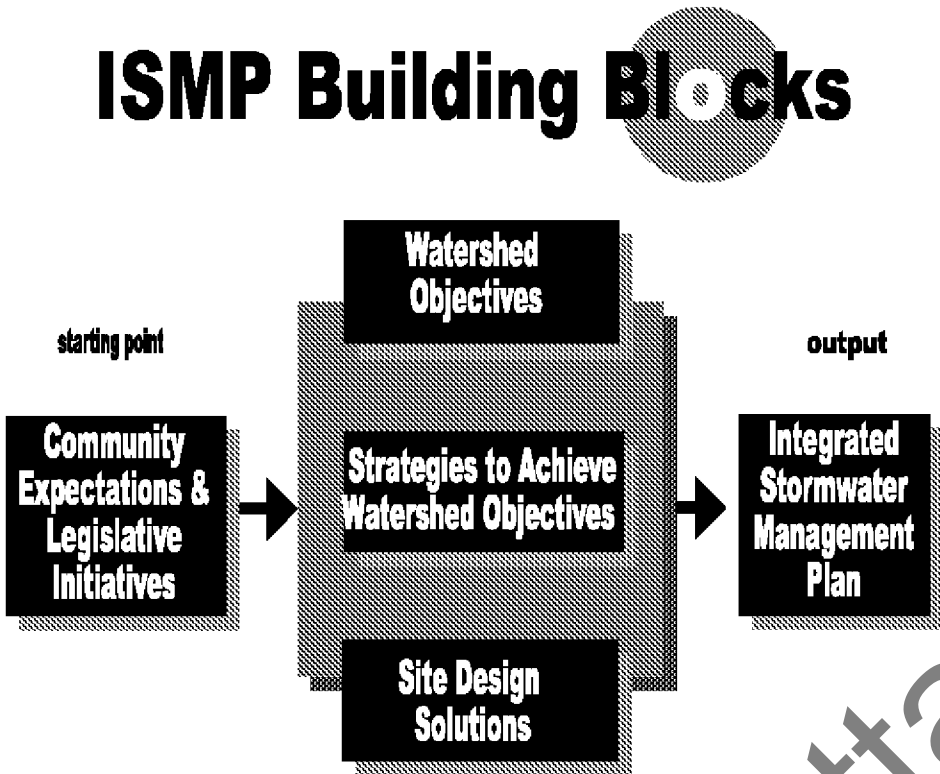 ISMP Building Blocks
Watershed
Objectives
starting point
output
Community
Expectations &
Legislative
Initiatives
Strategies to Achieve
Watershed Objectives
Integrated
Stormwater
Management
Plan
Site Design
Solutions